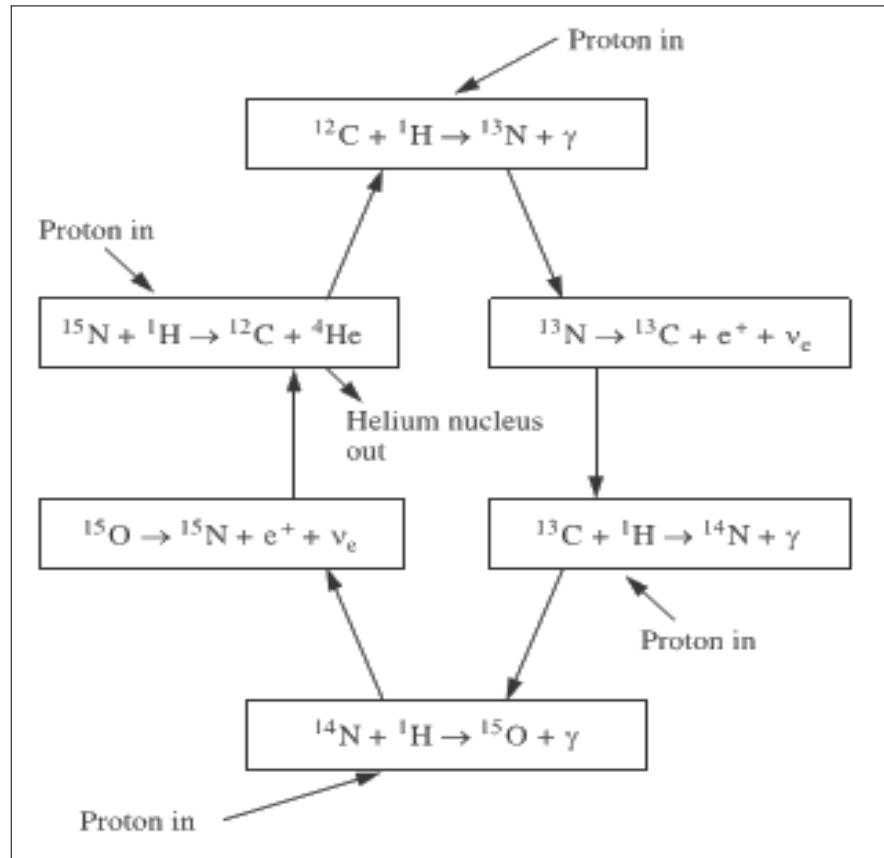 Proton in
¹²C + ¹H → ¹³N + γ
Proton in
¹⁵N + ¹H → ¹²C + ⁴He
¹³N → ¹³C + e⁺ + νₑ
Helium nucleus
out
¹⁵O → ¹⁵N + e⁺ + νₑ
¹³C + ¹H → ¹⁴N + γ
Proton in
¹⁴N + ¹H → ¹⁵O + γ
Proton in